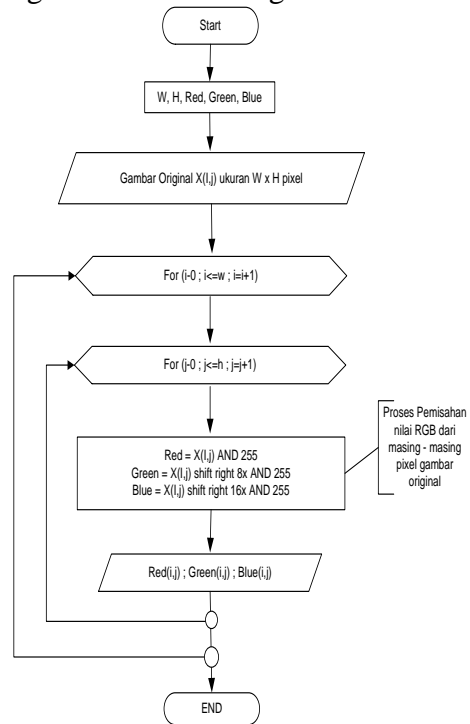 Start
W, H, Red, Green, Blue
Gambar Original X(I,j) ukuran W x H pixel
For (i-0 ; i<=w ; i=i+1)
For (j-0 ; j<=h ; j=j+1)
Red = X(I,j) AND 255
Green = X(I,j) shift right 8x AND 255
Blue = X(I,j) shift right 16x AND 255
Proses Pemisahan
nilai RGB dari
masing - masing
pixel gambar
original
Red(i,j) ; Green(i,j) ; Blue(i,j)
END